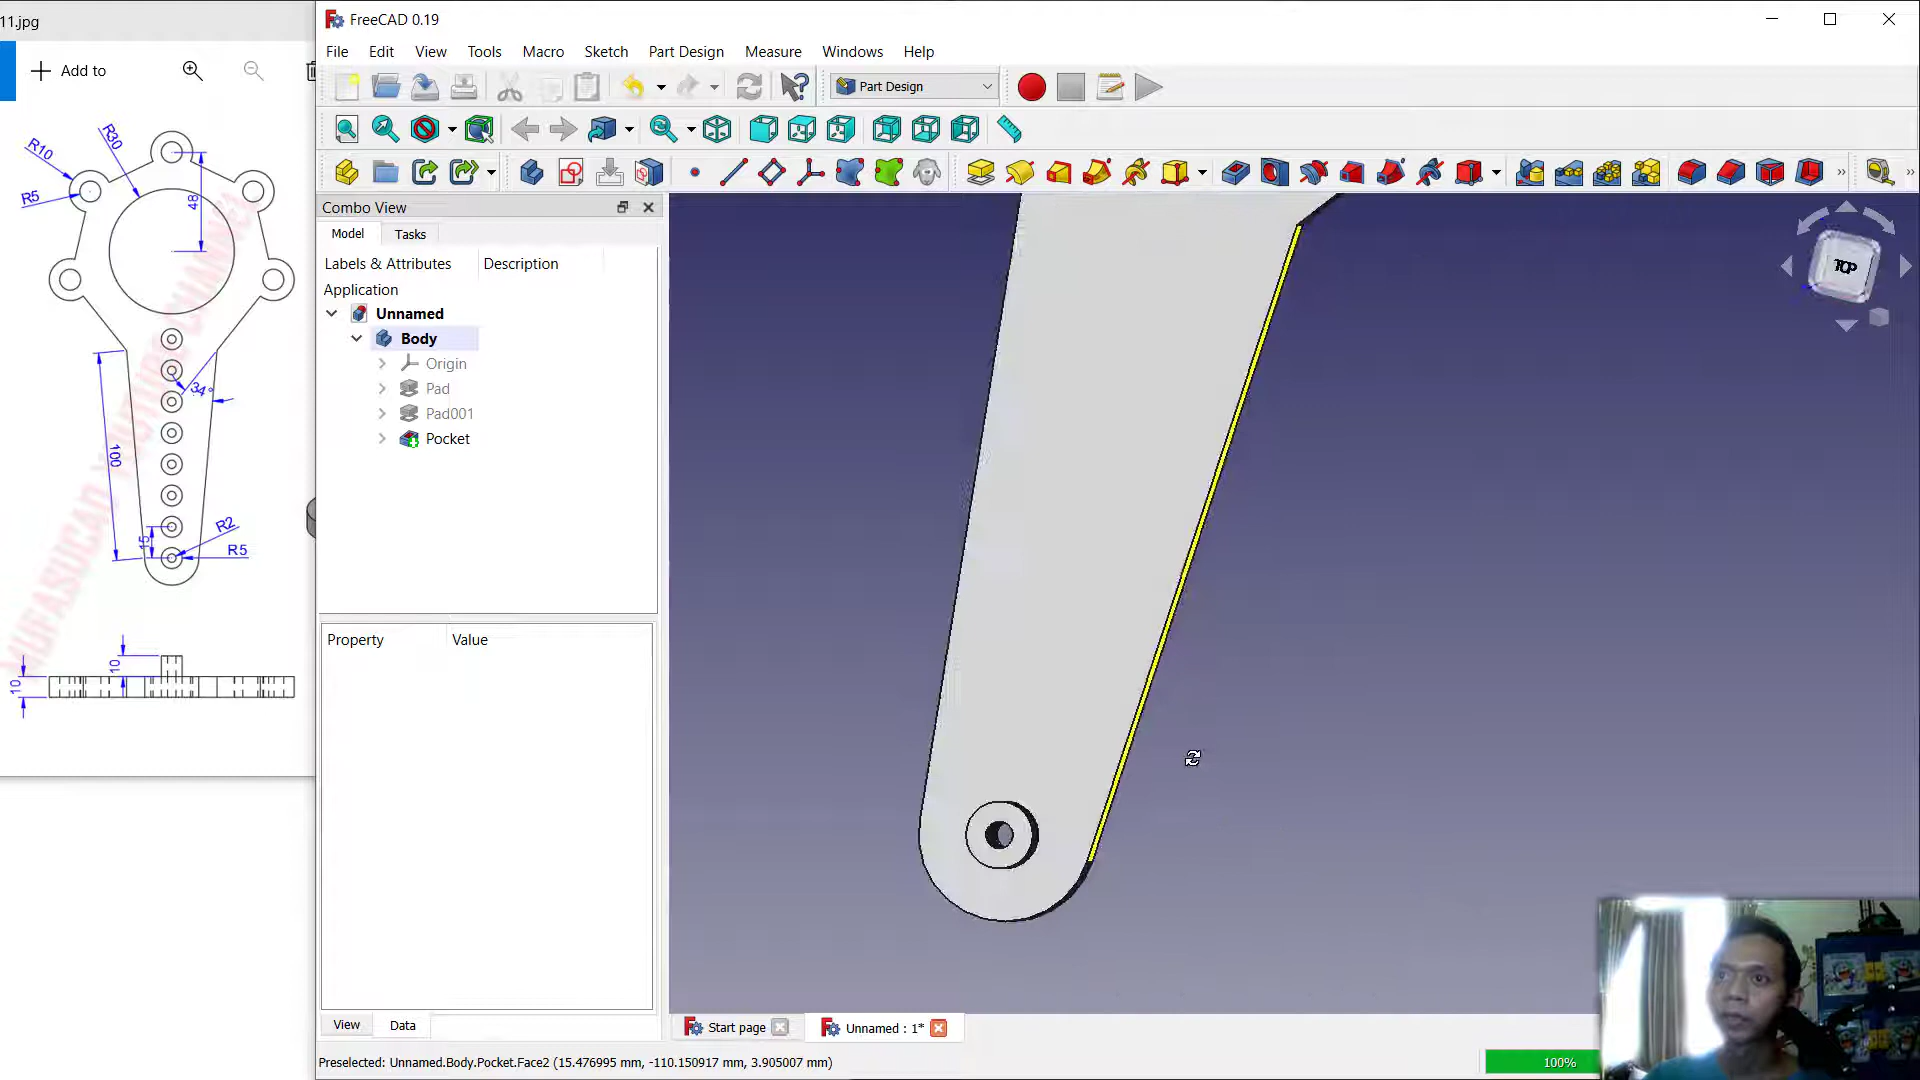 11.jpg
FreeCAD 0.19
File Edit View Tools Macro Sketch Part Design Measure Windows Help
Add to
Part Design
Combo View
Model Tasks
Labels & Attributes Description
Application
Unnamed
Body
Origin
Pad
Pad001
Pocket
Property Value
View Data
TOP
R10
R30
R5
48
34°
100
R2
15
R5
10
10
MUFASUCAD YOUTUBE CHANNEL
Start page
Unnamed : 1*
Preselected: Unnamed.Body.Pocket.Face2 (15.476995 mm, -110.150917 mm, 3.905007 mm)
100%